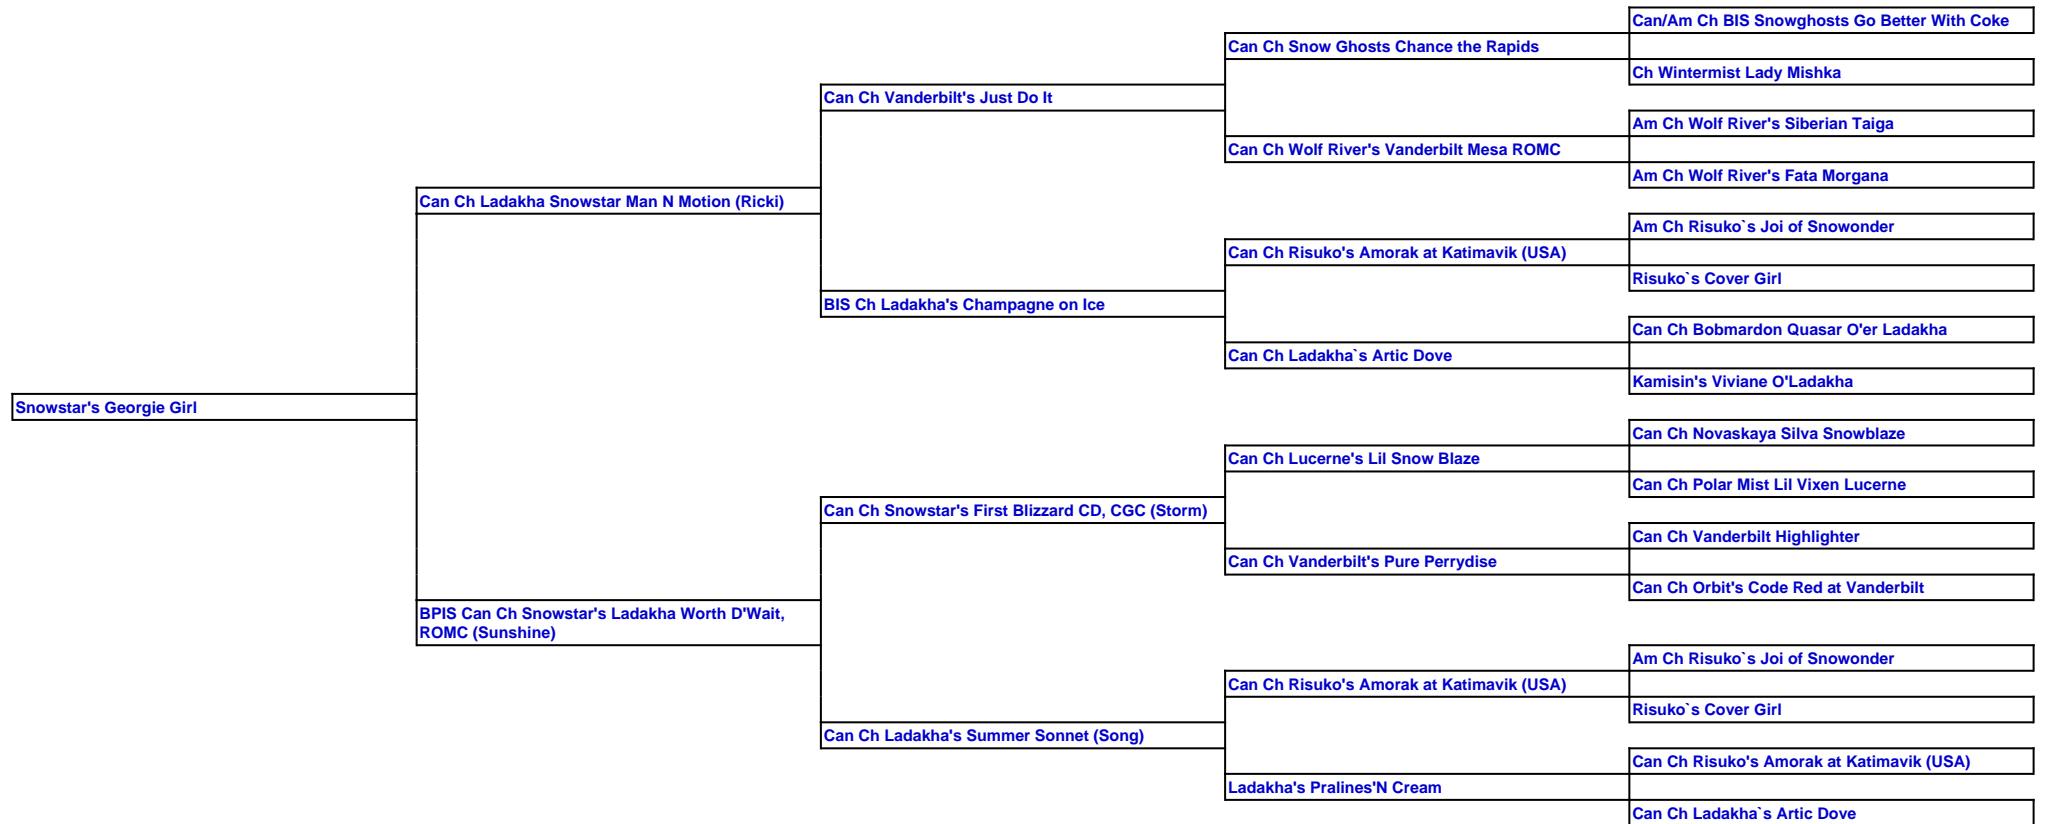 Can/Am Ch BIS Snowghosts Go Better With Coke
Can Ch Snow Ghosts Chance the Rapids
Ch Wintermist Lady Mishka
Can Ch Vanderbilt's Just Do It
Am Ch Wolf River's Siberian Taiga
Can Ch Wolf River's Vanderbilt Mesa ROMC
Am Ch Wolf River's Fata Morgana
Can Ch Ladakha Snowstar Man N Motion (Ricki)
Am Ch Risuko`s Joi of Snowonder
Can Ch Risuko's Amorak at Katimavik (USA)
Risuko`s Cover Girl
BIS Ch Ladakha's Champagne on Ice
Can Ch Bobmardon Quasar O'er Ladakha
Can Ch Ladakha`s Artic Dove
Kamisin's Viviane O'Ladakha
Snowstar's Georgie Girl
Can Ch Novaskaya Silva Snowblaze
Can Ch Lucerne's Lil Snow Blaze
Can Ch Polar Mist Lil Vixen Lucerne
Can Ch Snowstar's First Blizzard CD, CGC (Storm)
Can Ch Vanderbilt Highlighter
Can Ch Vanderbilt's Pure Perrydise
Can Ch Orbit's Code Red at Vanderbilt
BPIS Can Ch Snowstar's Ladakha Worth D'Wait,
ROMC (Sunshine)
Am Ch Risuko`s Joi of Snowonder
Can Ch Risuko's Amorak at Katimavik (USA)
Risuko`s Cover Girl
Can Ch Ladakha's Summer Sonnet (Song)
Can Ch Risuko's Amorak at Katimavik (USA)
Ladakha's Pralines'N Cream
Can Ch Ladakha`s Artic Dove